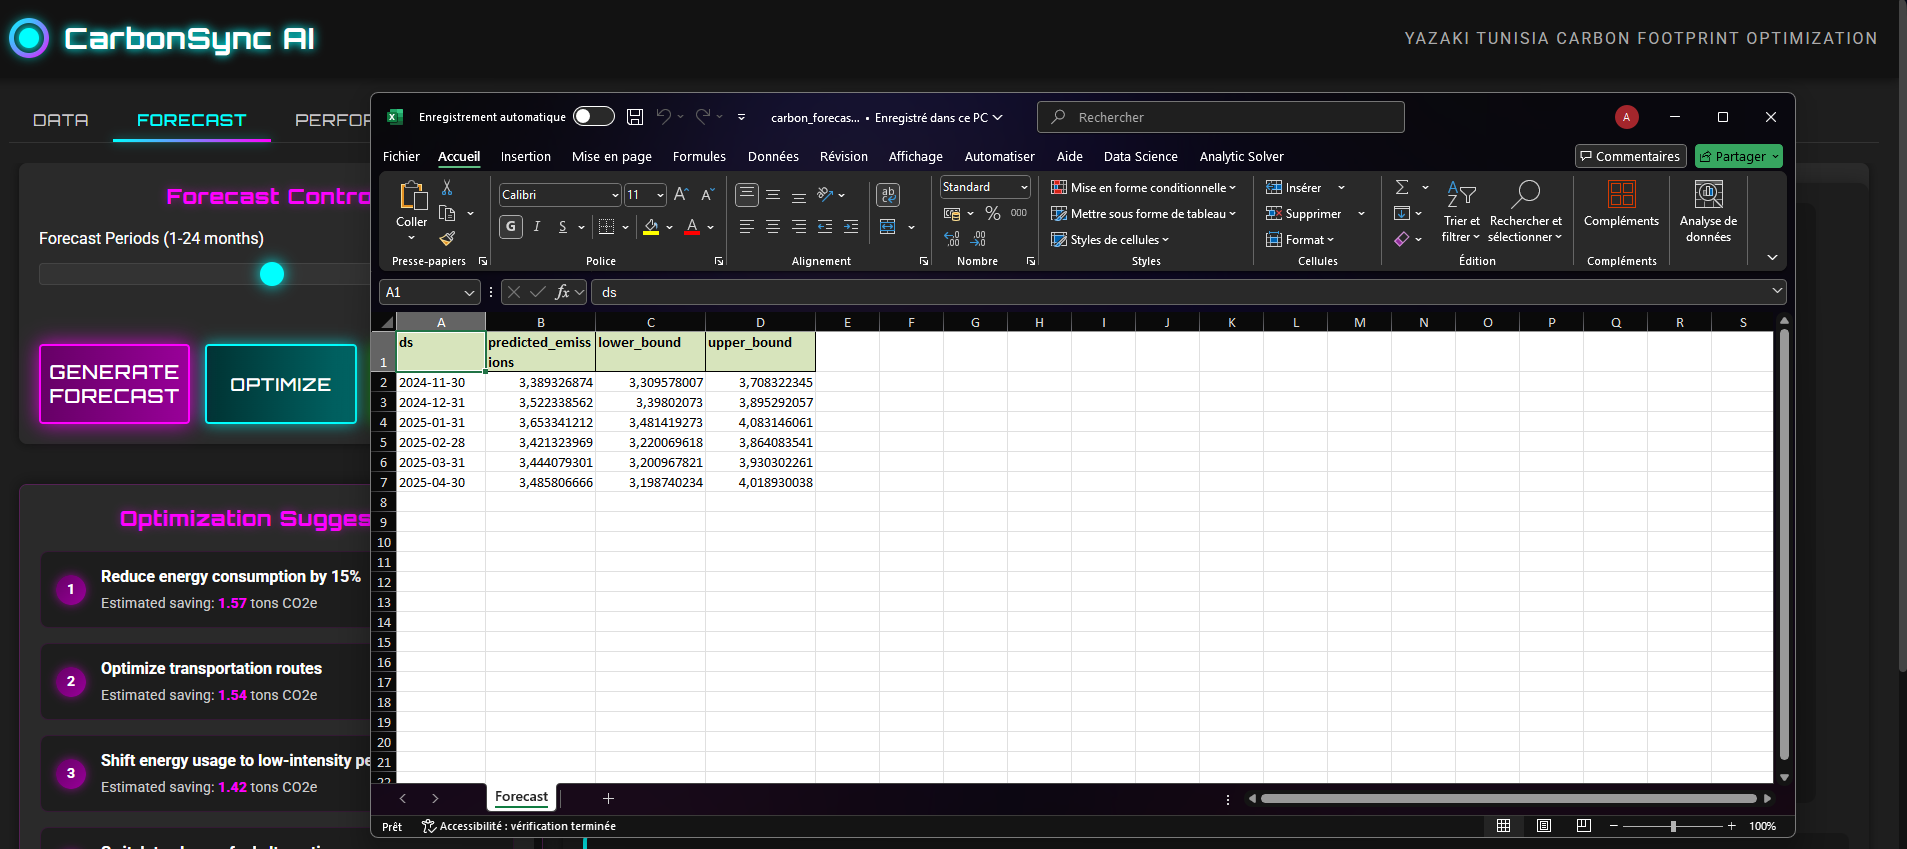 CarbonSync AI
YAZAKI TUNISIA CARBON FOOTPRINT OPTIMIZATION
DATA
FORECAST
PERFO
Forecast Contro
Forecast Periods (1-24 months)
GENERATE
FORECAST
OPTIMIZE
Optimization Sugges
1
Reduce energy consumption by 15%
Estimated saving: 1.57 tons CO2e
2
Optimize transportation routes
Estimated saving: 1.54 tons CO2e
3
Shift energy usage to low-intensity pe
Estimated saving: 1.42 tons CO2e
Enregistrement automatique
carbon_forecas... • Enregistré dans ce PC
Rechercher
A
Fichier Accueil Insertion Mise en page Formules Données Révision Affichage Automatiser Aide Data Science Analytic Solver
Commentaires
Partager
Coller
Presse-papiers
Calibri
11
G I S
Police
ab
Alignement
Standard
% 000
Nombre
Mise en forme conditionnelle
Mettre sous forme de tableau
Styles de cellules
Styles
Insérer
Supprimer
Format
Cellules
Trier et
filtrer
Rechercher et
sélectionner
Édition
Compléments
Compléments
Analyse de
données
A1
fx
ds
A B C D E F G H I J K L M N O P Q R S
1 ds predicted_emiss lower_bound upper_bound
ions
2 2024-11-30 3,389326874 3,309578007 3,708322345
3 2024-12-31 3,522338562 3,39802073 3,895292057
4 2025-01-31 3,653341212 3,481419273 4,083146061
5 2025-02-28 3,421323969 3,220069618 3,864083541
6 2025-03-31 3,444079301 3,200967821 3,930302261
7 2025-04-30 3,485806666 3,198740234 4,018930038
8
9
10
11
12
13
14
15
16
17
18
19
20
21
22
Forecast
Prêt
Accessibilité : vérification terminée
100%